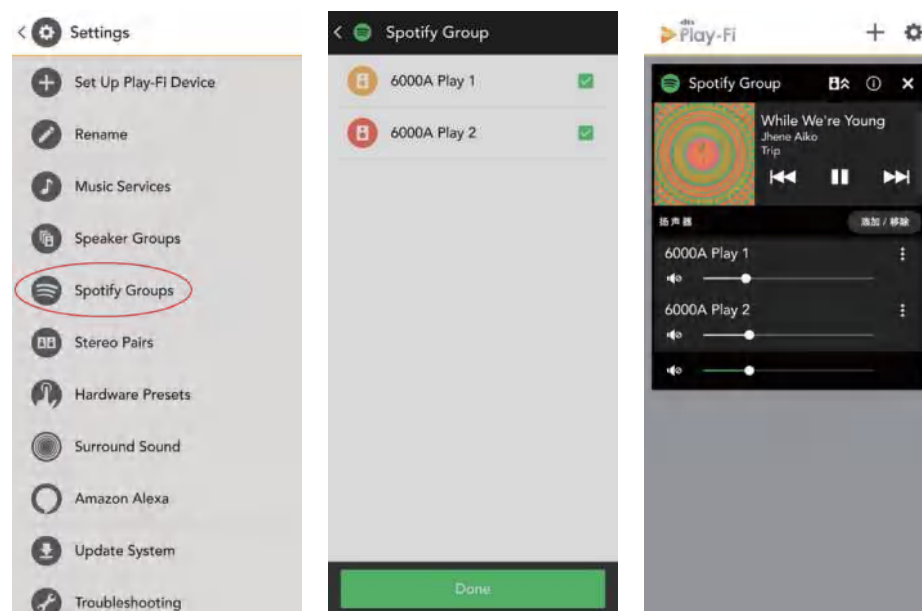 Settings
Set Up Play-Fi Device
Rename
Music Services
Speaker Groups
Spotify Groups
Stereo Pairs
Hardware Presets
Surround Sound
Amazon Alexa
Update System
Troubleshooting
Spotify Group
6000A Play 1
6000A Play 2
Done
dts
Play-Fi
Spotify Group
While We're Young
Jhene Aiko
Trip
扬声器 添加 / 移除
6000A Play 1
6000A Play 2